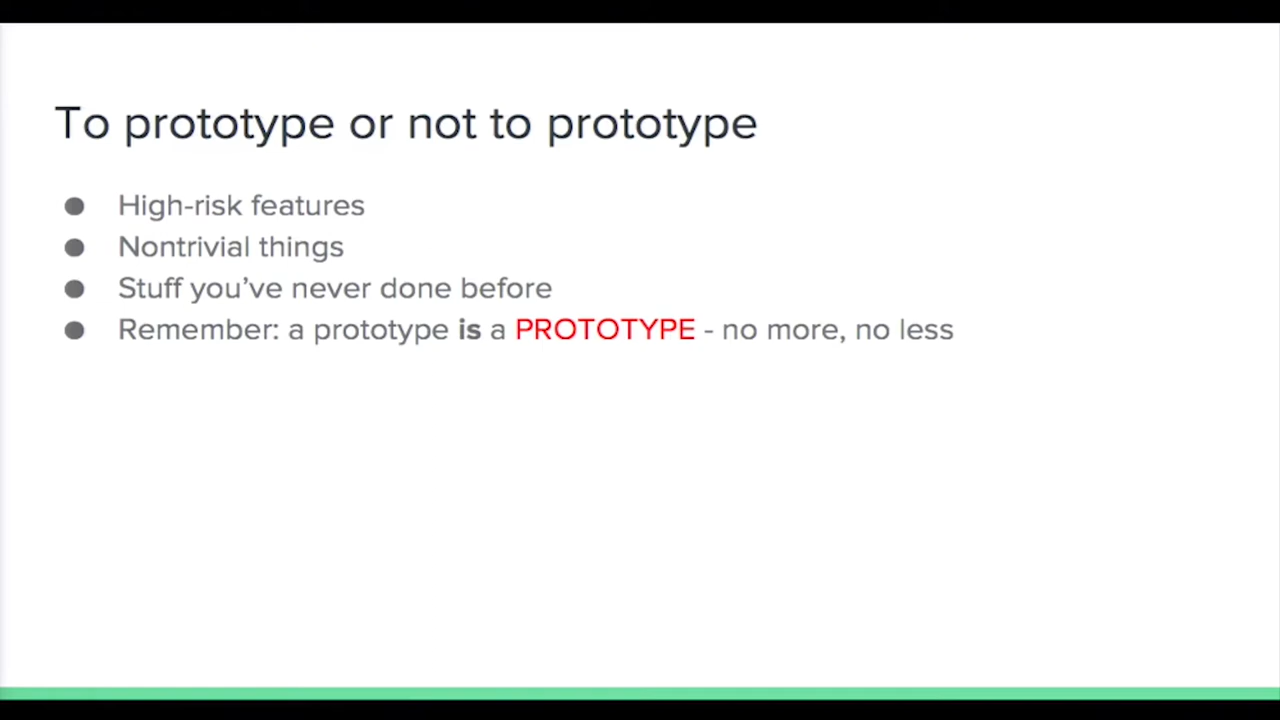 To prototype or not to prototype
● High-risk features
● Nontrivial things
● Stuff you’ve never done before
● Remember: a prototype is a PROTOTYPE - no more, no less